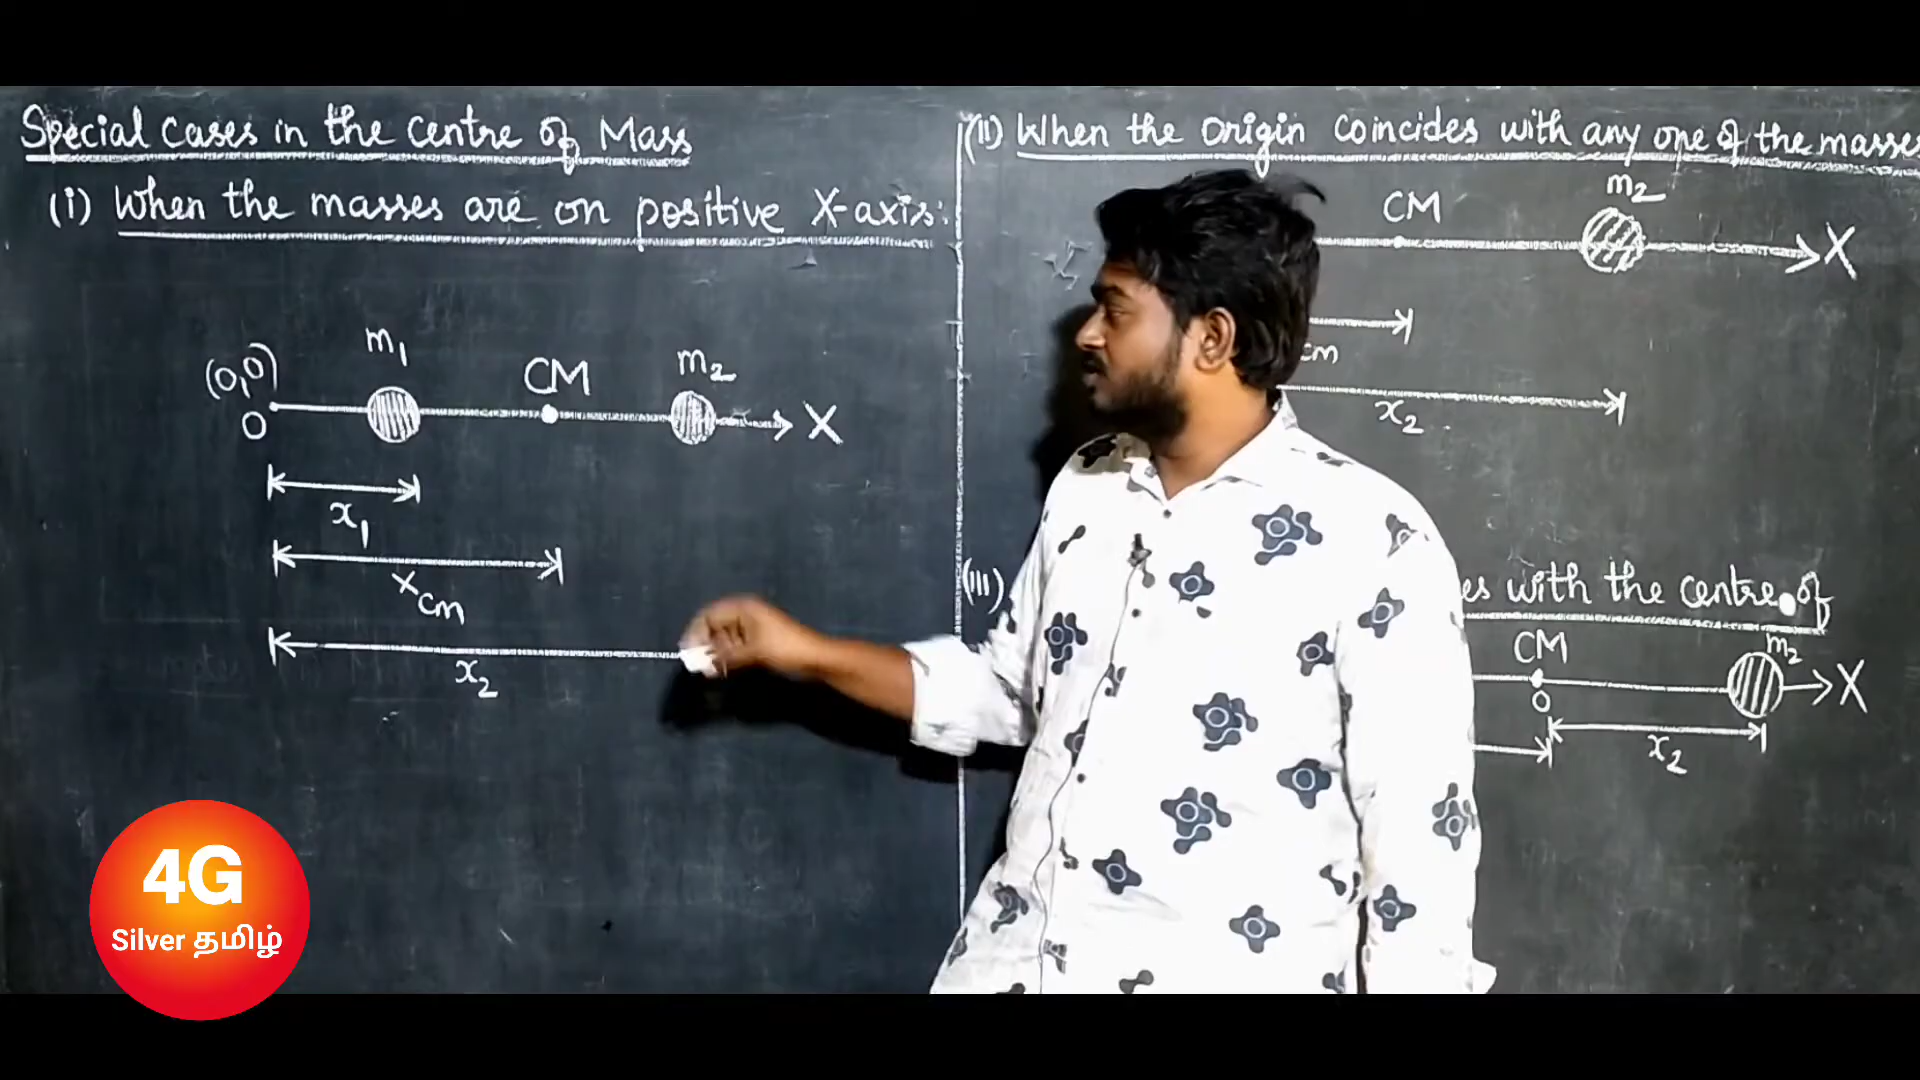 Special Cases in the Centre of Mass
(i) When the masses are on positive X-axis:
(0,0)
m1
CM
m2
O
X
x1
xcm
x2
(II) When the Origin Coincides with any one of the masses
CM
m2
X
cm
x2
(III)
es with the Centre of
CM
m2
X
O
x2
4G
Silver தமிழ்